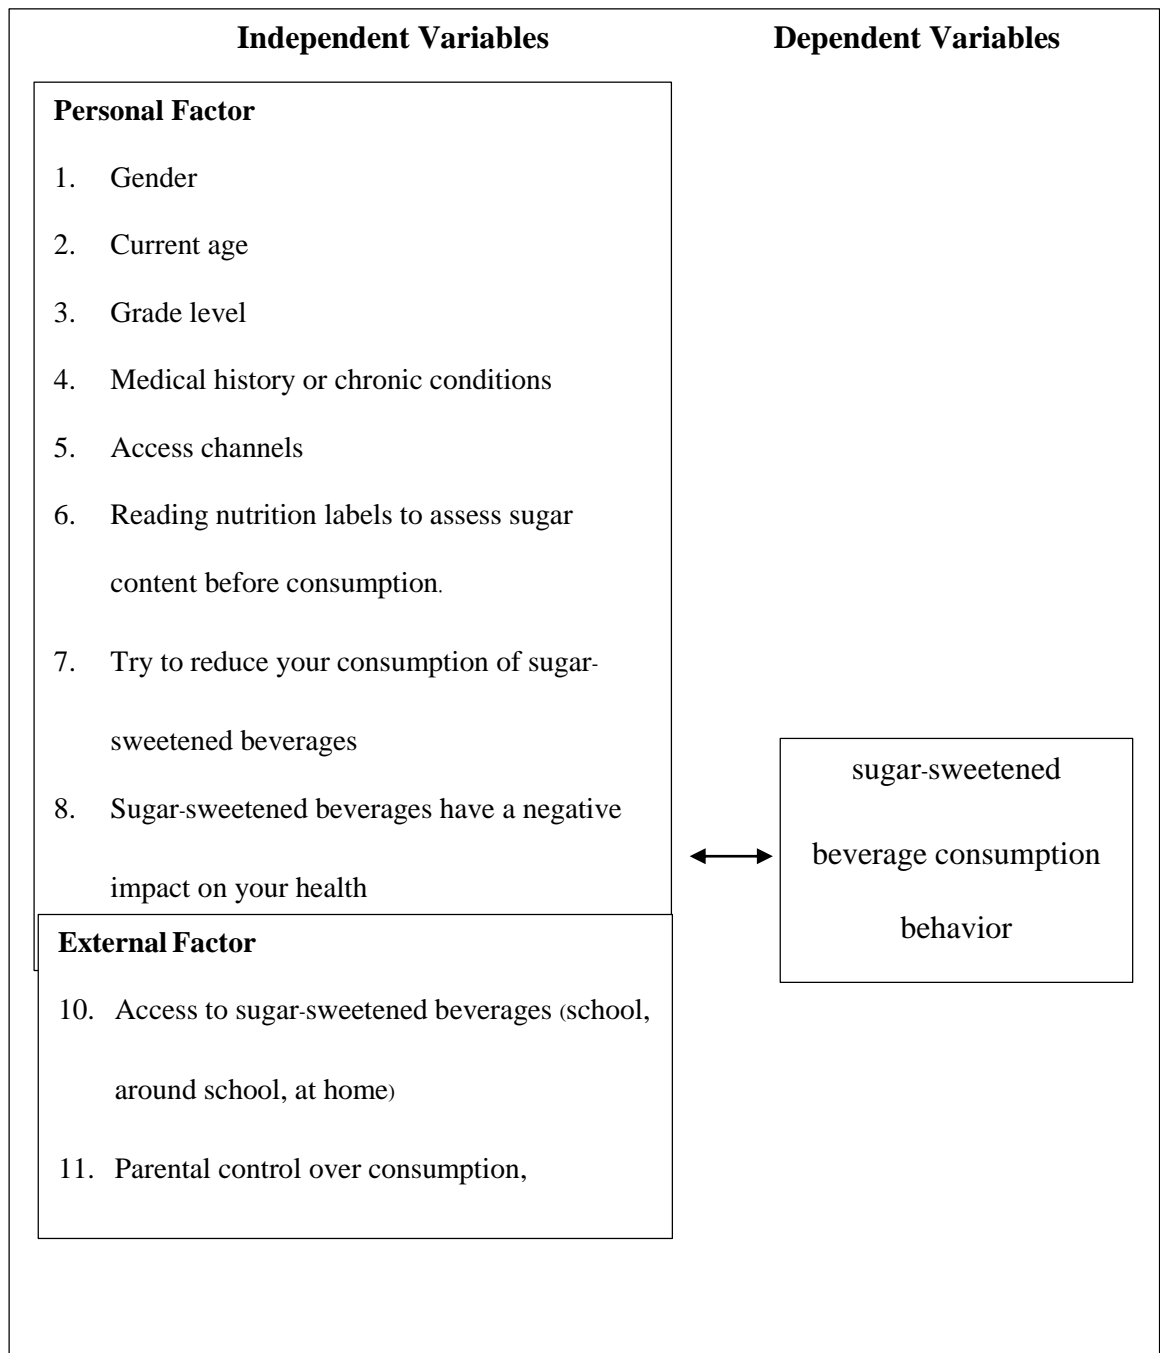 Independent Variables
Dependent Variables
Personal Factor
1. Gender
2. Current age
3. Grade level
4. Medical history or chronic conditions
5. Access channels
6. Reading nutrition labels to assess sugar
content before consumption.
7. Try to reduce your consumption of sugar-
sweetened beverages
8. Sugar-sweetened beverages have a negative
impact on your health
External Factor
10. Access to sugar-sweetened beverages (school,
around school, at home)
11. Parental control over consumption,
sugar-sweetened
beverage consumption
behavior